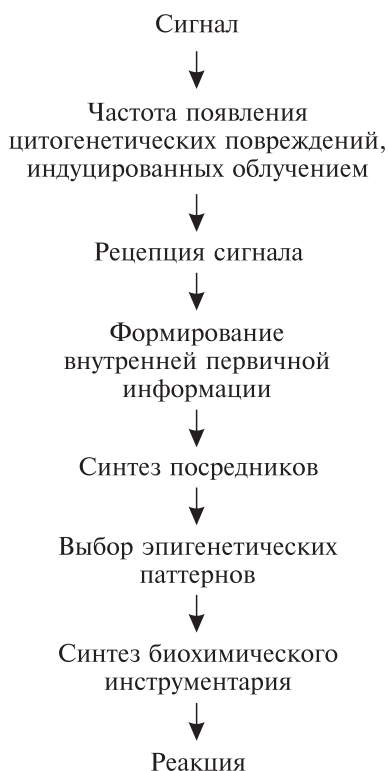 Сигнал
Частота появления
цитогенетических повреждений,
индуцированных облучением
Рецепция сигнала
Формирование
внутренней первичной
информации
Синтез посредников
Выбор эпигенетических
паттернов
Синтез биохимического
инструментария
Реакция